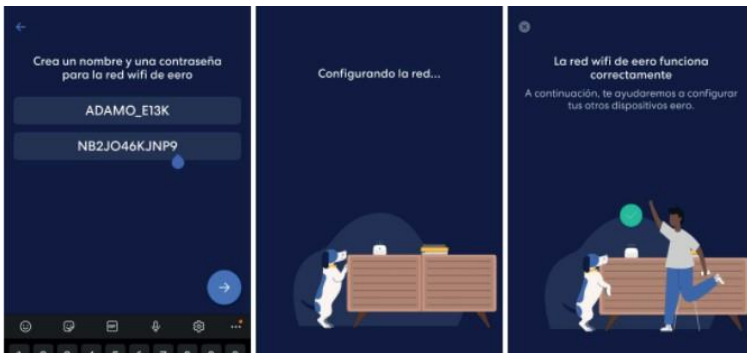 Crea un nombre y una contraseña
para la red wifi de eero
ADAMO_E13K
NB2JO46KJNP9
Configurando la red...
La red wifi de eero funciona
correctamente
A continuación, te ayudaremos a configurar
tus otros dispositivos eero.